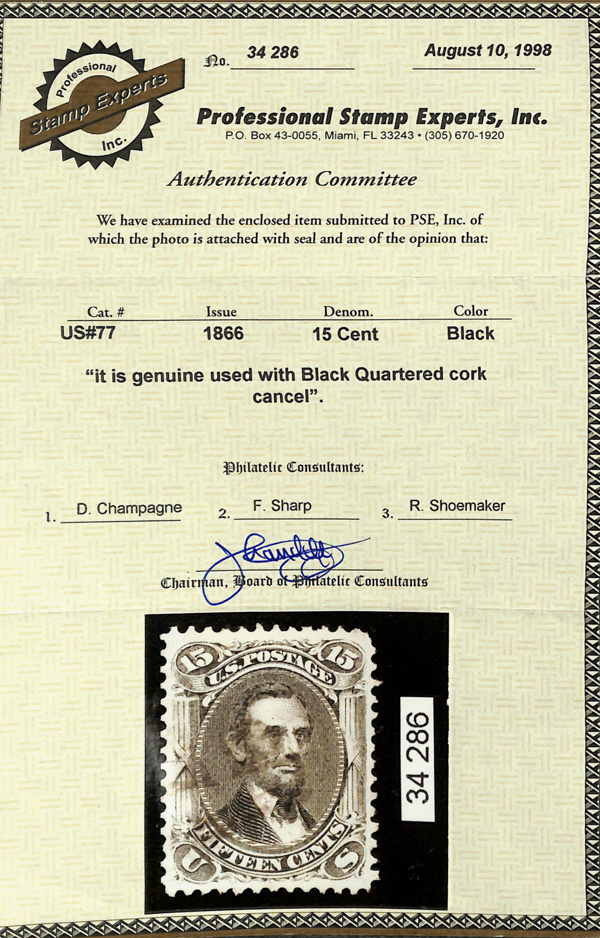 Professional
Stamp Experts
Inc.
No. 34 286
August 10, 1998
Professional Stamp Experts, Inc.
P.O. Box 43-0055, Miami, FL 33243 • (305) 670-1920
Authentication Committee
We have examined the enclosed item submitted to PSE, Inc. of
which the photo is attached with seal and are of the opinion that:
Cat. # Issue Denom. Color
US#77 1866 15 Cent Black
“it is genuine used with Black Quartered cork
cancel”.
Philatelic Consultants:
1. D. Champagne 2. F. Sharp 3. R. Shoemaker
Chairman, Board of Philatelic Consultants
15 15
U.S. POSTAGE
FIFTEEN CENTS
U S
34 286